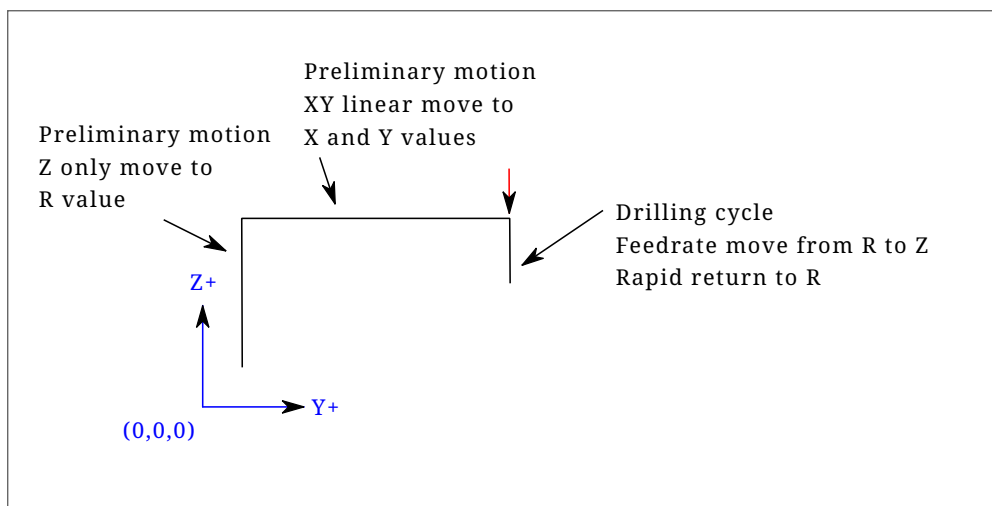 Preliminary motion
XY linear move to
X and Y values
Preliminary motion
Z only move to
R value
Drilling cycle
Feedrate move from R to Z
Rapid return to R
Z+
Y+
(0,0,0)